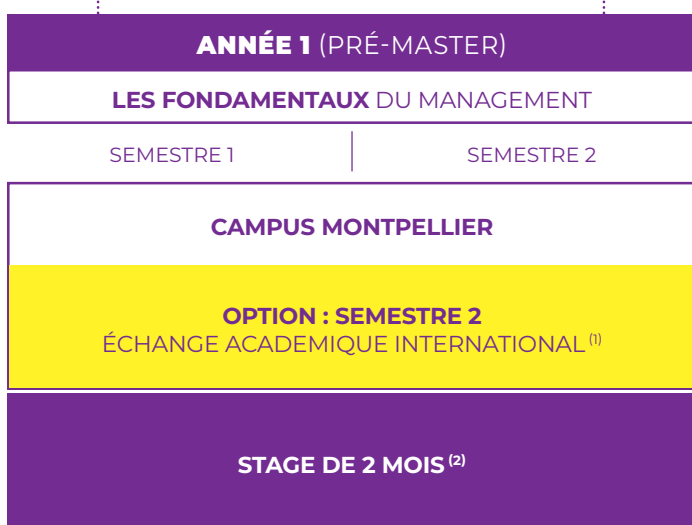 ANNÉE 1 (PRÉ-MASTER)
LES FONDAMENTAUX DU MANAGEMENT
SEMESTRE 1
SEMESTRE 2
CAMPUS MONTPELLIER
OPTION : SEMESTRE 2
ÉCHANGE ACADEMIQUE INTERNATIONAL (1)
STAGE DE 2 MOIS (2)